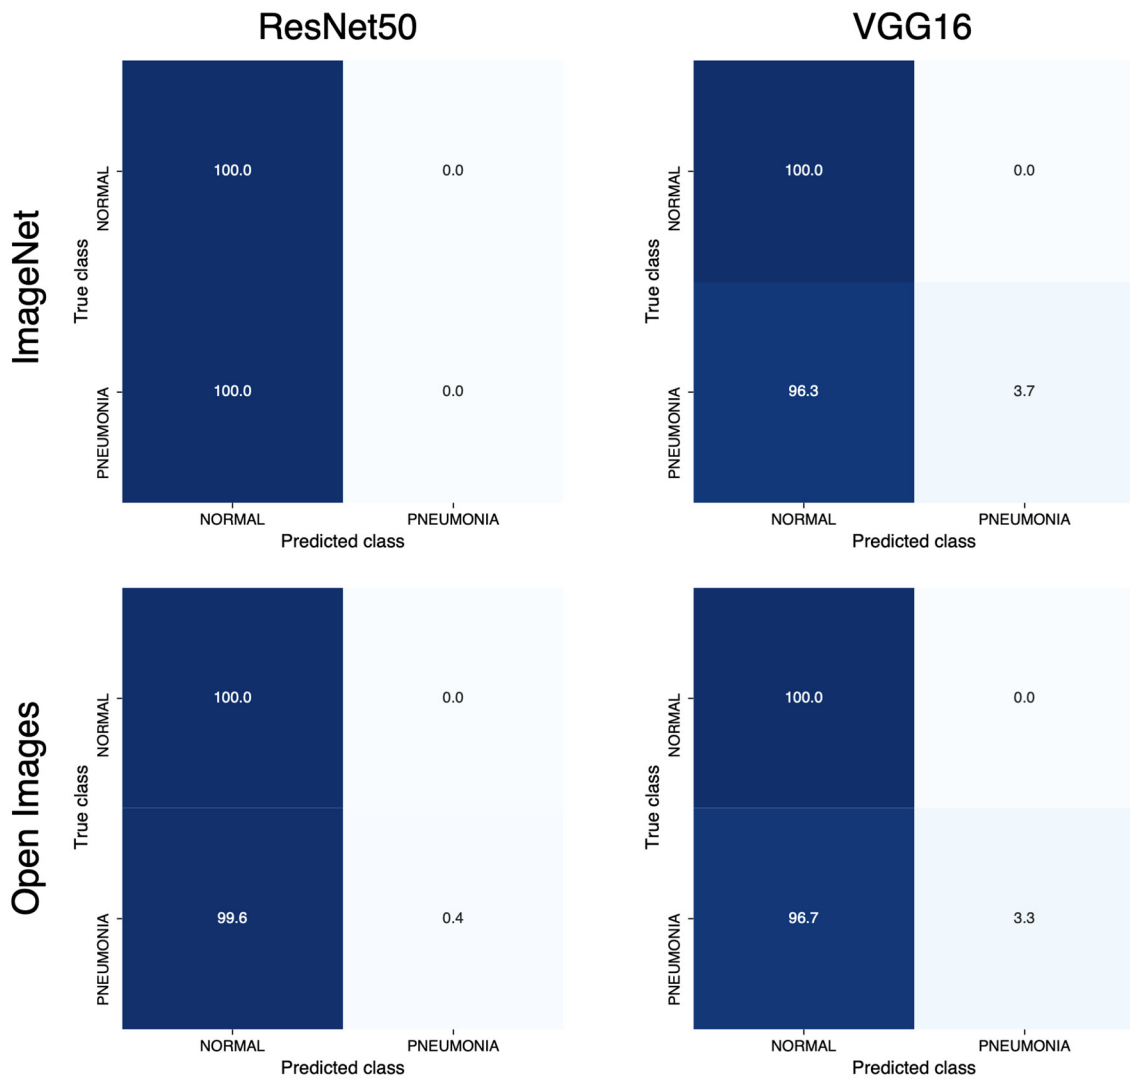 ResNet50
VGG16
ImageNet
True class
NORMAL
PNEUMONIA
100.0 0.0
100.0 0.0
NORMAL PNEUMONIA
Predicted class
True class
NORMAL
PNEUMONIA
100.0 0.0
96.3 3.7
NORMAL PNEUMONIA
Predicted class
Open Images
True class
NORMAL
PNEUMONIA
100.0 0.0
99.6 0.4
NORMAL PNEUMONIA
Predicted class
True class
NORMAL
PNEUMONIA
100.0 0.0
96.7 3.3
NORMAL PNEUMONIA
Predicted class